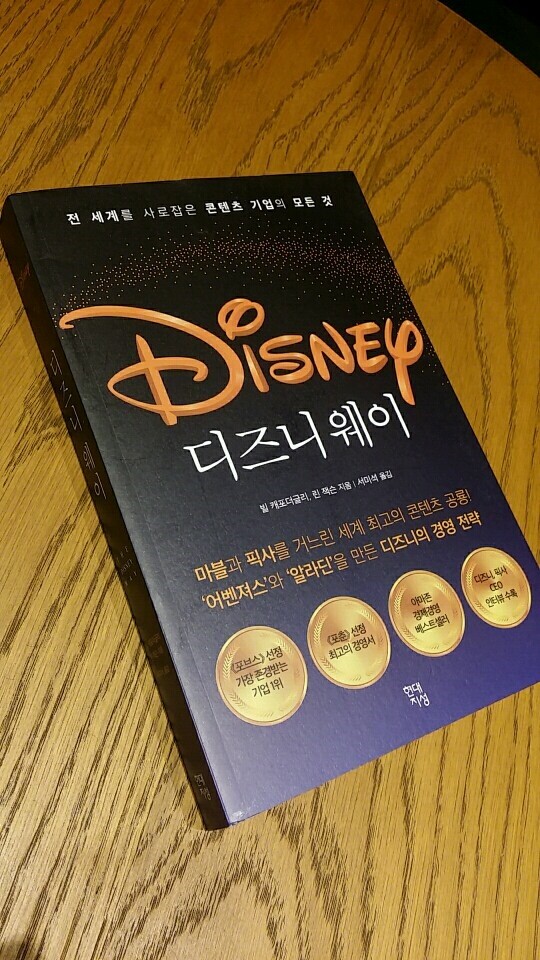 전 세계를 사로잡은 콘텐츠 기업의 모든 것
DISNEY
디즈니 웨이
빌 캐포더글리, 린 잭슨 지음 | 서미석 옮김
마블과 픽사를 거느린 세계 최고의 콘텐츠 공룡!
'어벤져스'와 '알라딘'을 만든 디즈니의 경영 전략
《포브스》 선정
가장 존경받는
기업 1위
《포춘》 선정
최고의 경영서
아마존
경제경영
베스트셀러
디즈니, 픽사
CEO
인터뷰 수록
현대
지성
디즈니 웨이